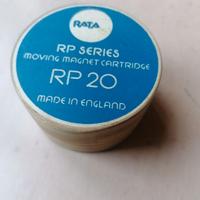 RATA
RP SERIES
MOVING MAGNET CARTRIDGE
RP 20
MADE IN ENGLAND